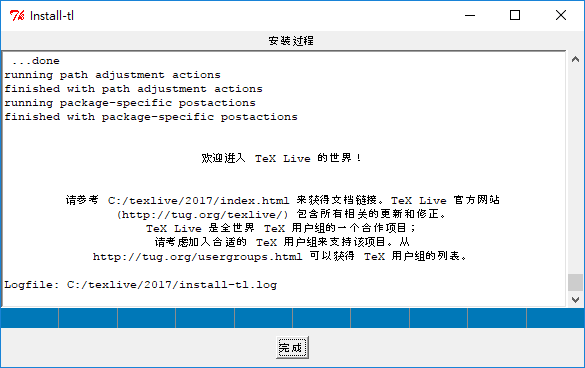 Install-tl
安装过程
...done
running path adjustment actions
finished with path adjustment actions
running package-specific postactions
finished with package-specific postactions
欢迎进入 TeX Live 的世界！
请参考 C:/texlive/2017/index.html 来获得文档链接。TeX Live 官方网站
(http://tug.org/texlive/) 包含所有相关的更新和修正。
TeX Live 是全世界 TeX 用户组的一个合作项目；
请考虑加入合适的 TeX 用户组来支持该项目。从
http://tug.org/usergroups.html 可以获得 TeX 用户组的列表。
Logfile: C:/texlive/2017/install-tl.log
完成